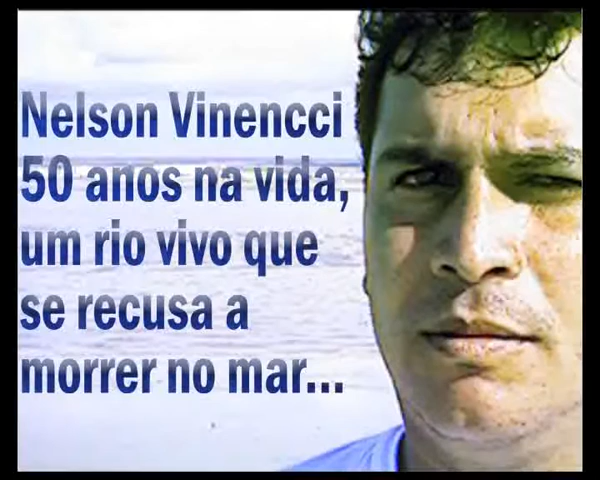 Nelson Vinencci
50 anos na vida,
um rio vivo que
se recusa a
morrer no mar...